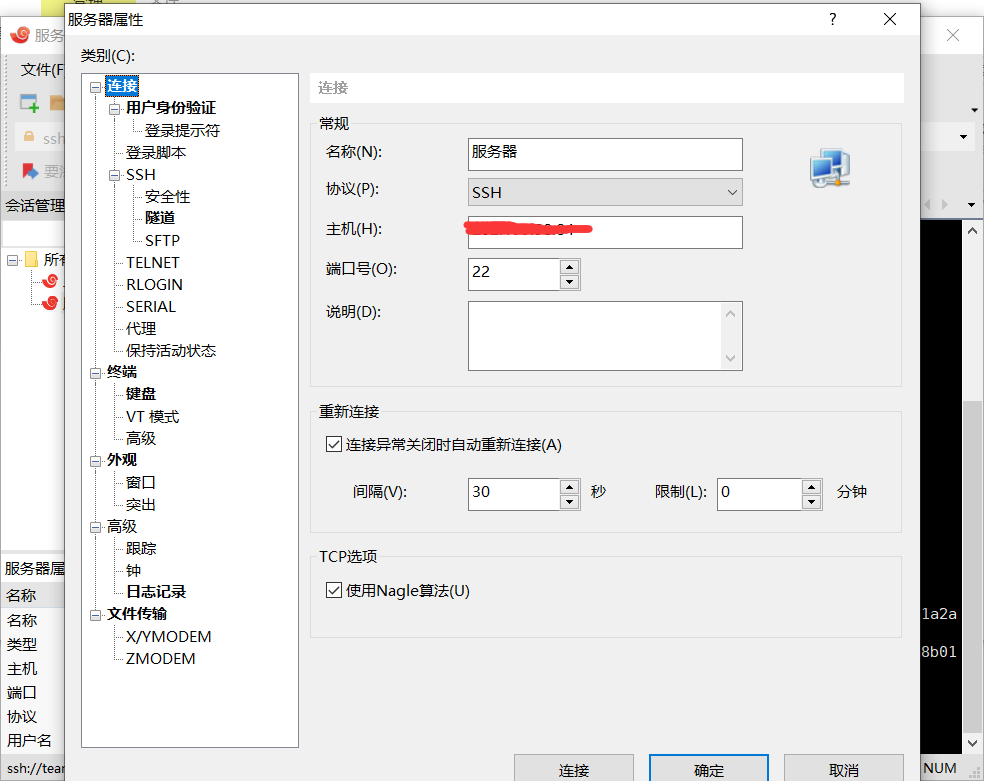 服务器属性
?
服务
类别(C):
文件(F
ssh
要
会话管理
所有
连接
用户身份验证
登录提示符
登录脚本
SSH
安全性
隧道
SFTP
TELNET
RLOGIN
SERIAL
代理
保持活动状态
终端
键盘
VT 模式
高级
外观
窗口
突出
高级
跟踪
钟
日志记录
文件传输
X/YMODEM
ZMODEM
连接
常规
名称(N):
服务器
协议(P):
SSH
主机(H):
端口号(O):
22
说明(D):
重新连接
连接异常关闭时自动重新连接(A)
间隔(V):
30
秒
限制(L):
0
分钟
TCP选项
使用Nagle算法(U)
连接
确定
取消
服务器属
名称
名称
类型
主机
端口
协议
用户名
ssh://tear
1a2a
8b01
NUM